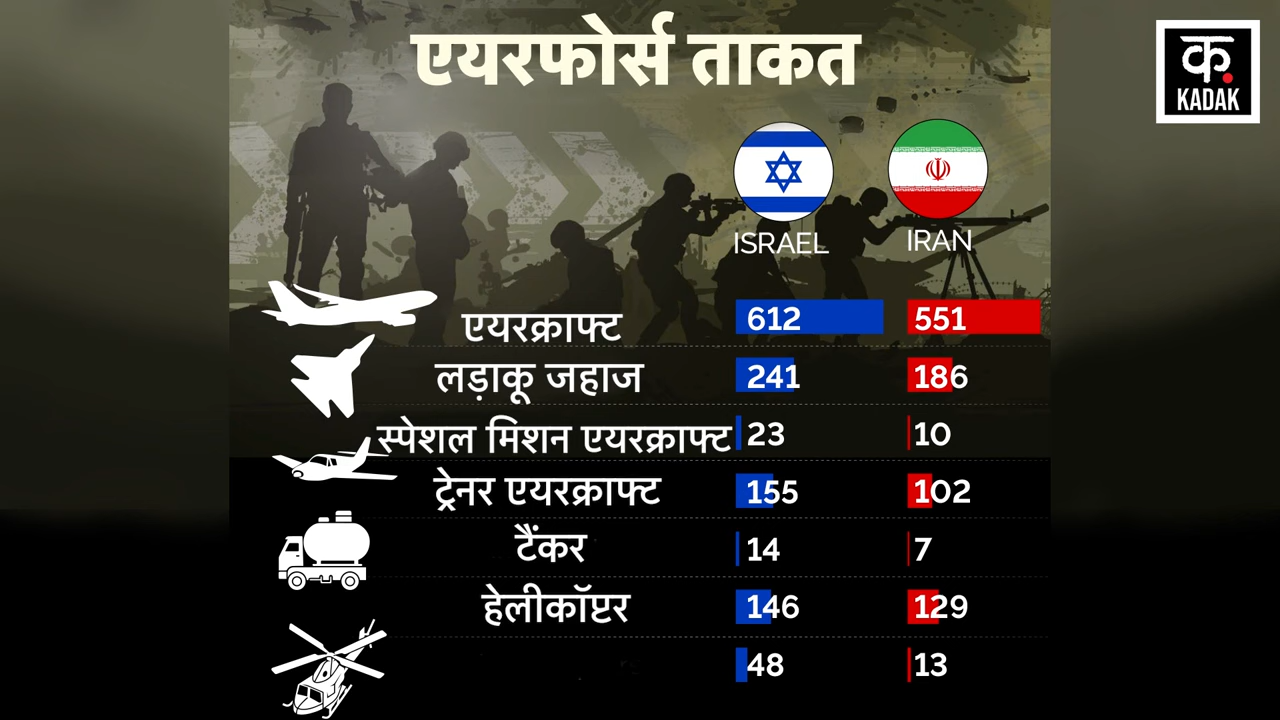 एयरफोर्स ताकत
क.
KADAK
ISRAEL IRAN
एयरक्राफ्ट 612 551
लड़ाकू जहाज 241 186
स्पेशल मिशन एयरक्राफ्ट 23 10
ट्रेनर एयरक्राफ्ट 155 102
टैंकर 14 7
हेलीकॉप्टर 146 129
48 13